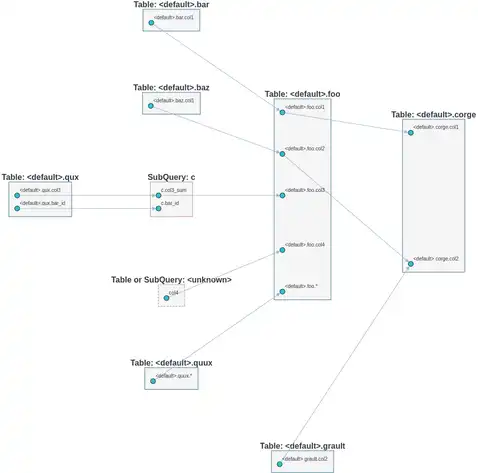 Table: <default>.bar
<default>.bar.col1
Table: <default>.baz
<default>.baz.col1
Table: <default>.foo
<default>.foo.col1
<default>.foo.col2
<default>.foo.col3
<default>.foo.col4
<default>.foo.*
Table: <default>.corge
<default>.corge.col1
<default>.corge.col2
Table: <default>.qux
<default>.qux.col3
<default>.qux.bar_id
SubQuery: c
c.col3_sum
c.bar_id
Table or SubQuery: <unknown>
col4
Table: <default>.quux
<default>.quux.*
Table: <default>.grault
<default>.grault.col2